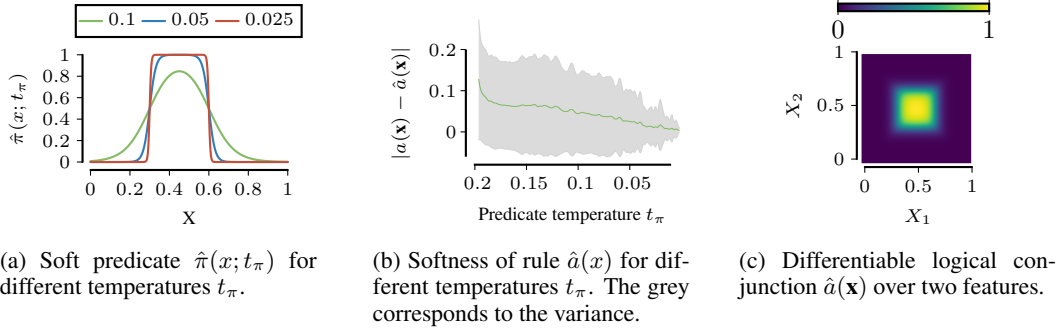 0.1 0.05 0.025
1
0.8
0.6
0.4
0.2
0
π̂(x; t_π)
0 0.2 0.4 0.6 0.8 1
X
0.2
0.1
0
|a(x) − â(x)|
0.2 0.15 0.1 0.05
Predicate temperature t_π
0 1
1
0.5
0
X₂
0 0.5 1
X₁
(a) Soft predicate π̂(x; t_π) for
different temperatures t_π.
(b) Softness of rule â(x) for dif-
ferent temperatures t_π. The grey
corresponds to the variance.
(c) Differentiable logical con-
junction â(x) over two features.